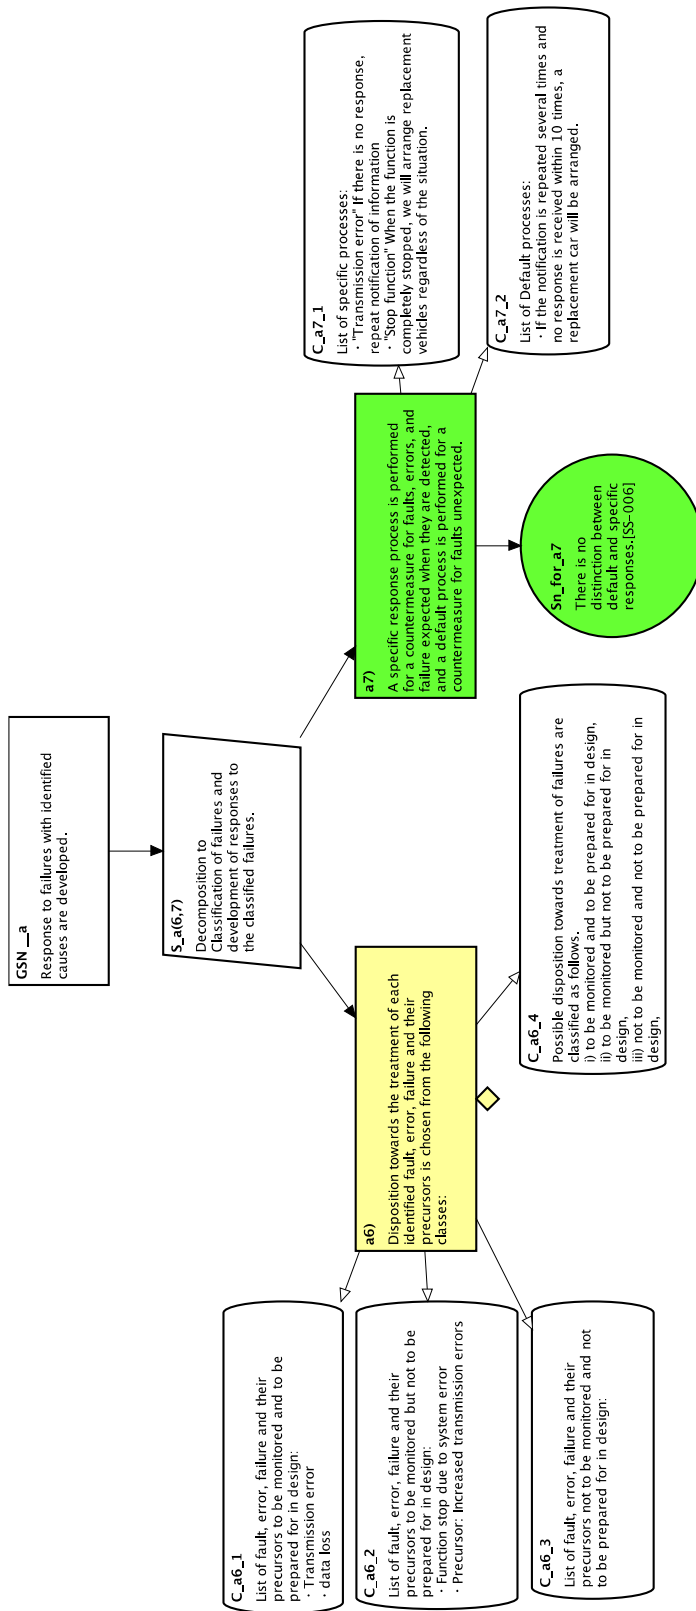 GSN__a
Response to failures with identified
causes are developed.
S_a(6,7)
Decomposition to
Classification of failures and
development of responses to
the classified failures.
a6)
Disposition towards the treatment of each
identified fault, error, failure and their
precursors is chosen from the following
classes:
C_a6_1
List of fault, error, failure and their
precursors to be monitored and to be
prepared for in design:
・Transmission error
・data loss
C_a6_2
List of fault, error, failure and their
precursors to be monitored but not to be
prepared for in design:
・Function stop due to system error
・Precursor: Increased transmission errors
C_a6_3
List of fault, error, failure and their
precursors not to be monitored and not
to be prepared for in design:
C_a6_4
Possible disposition towards treatment of failures are
classified as follows.
i) to be monitored and to be prepared for in design,
ii) to be monitored but not to be prepared for in
design,
iii) not to be monitored and not to be prepared for in
design,
a7)
A specific response process is performed
for a countermeasure for faults, errors, and
failure expected when they are detected,
and a default process is performed for a
countermeasure for faults unexpected.
C_a7_1
List of specific processes:
・"Transmission error" If there is no response,
repeat notification of information
・"Stop function" When the function is
completely stopped, we will arrange replacement
vehicles regardless of the situation.
C_a7_2
List of Default processes:
・If the notification is repeated several times and
no response is received within 10 times, a
replacement car will be arranged.
Sn_for_a7
There is no
distinction between
default and specific
responses.[SS-006]